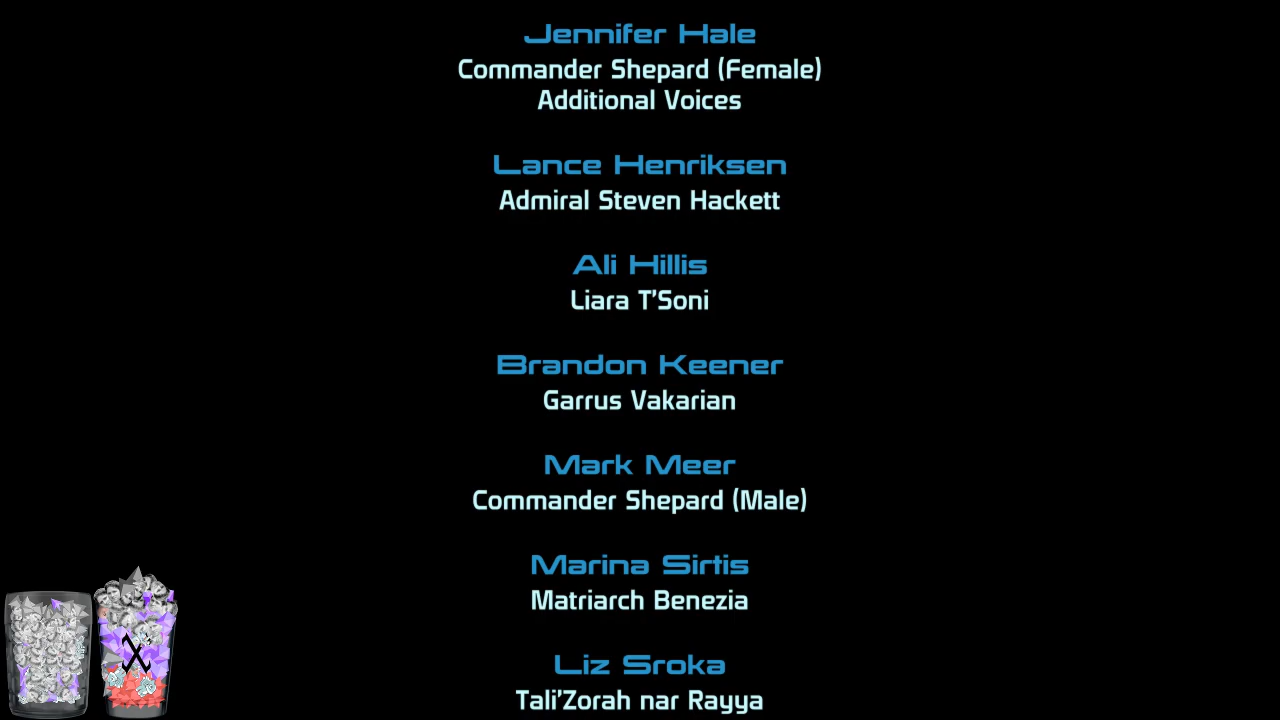 Jennifer Hale
Commander Shepard (Female)
Additional Voices
Lance Henriksen
Admiral Steven Hackett
Ali Hillis
Liara T'Soni
Brandon Keener
Garrus Vakarian
Mark Meer
Commander Shepard (Male)
Marina Sirtis
Matriarch Benezia
Liz Sroka
Tali'Zorah nar Rayya
X